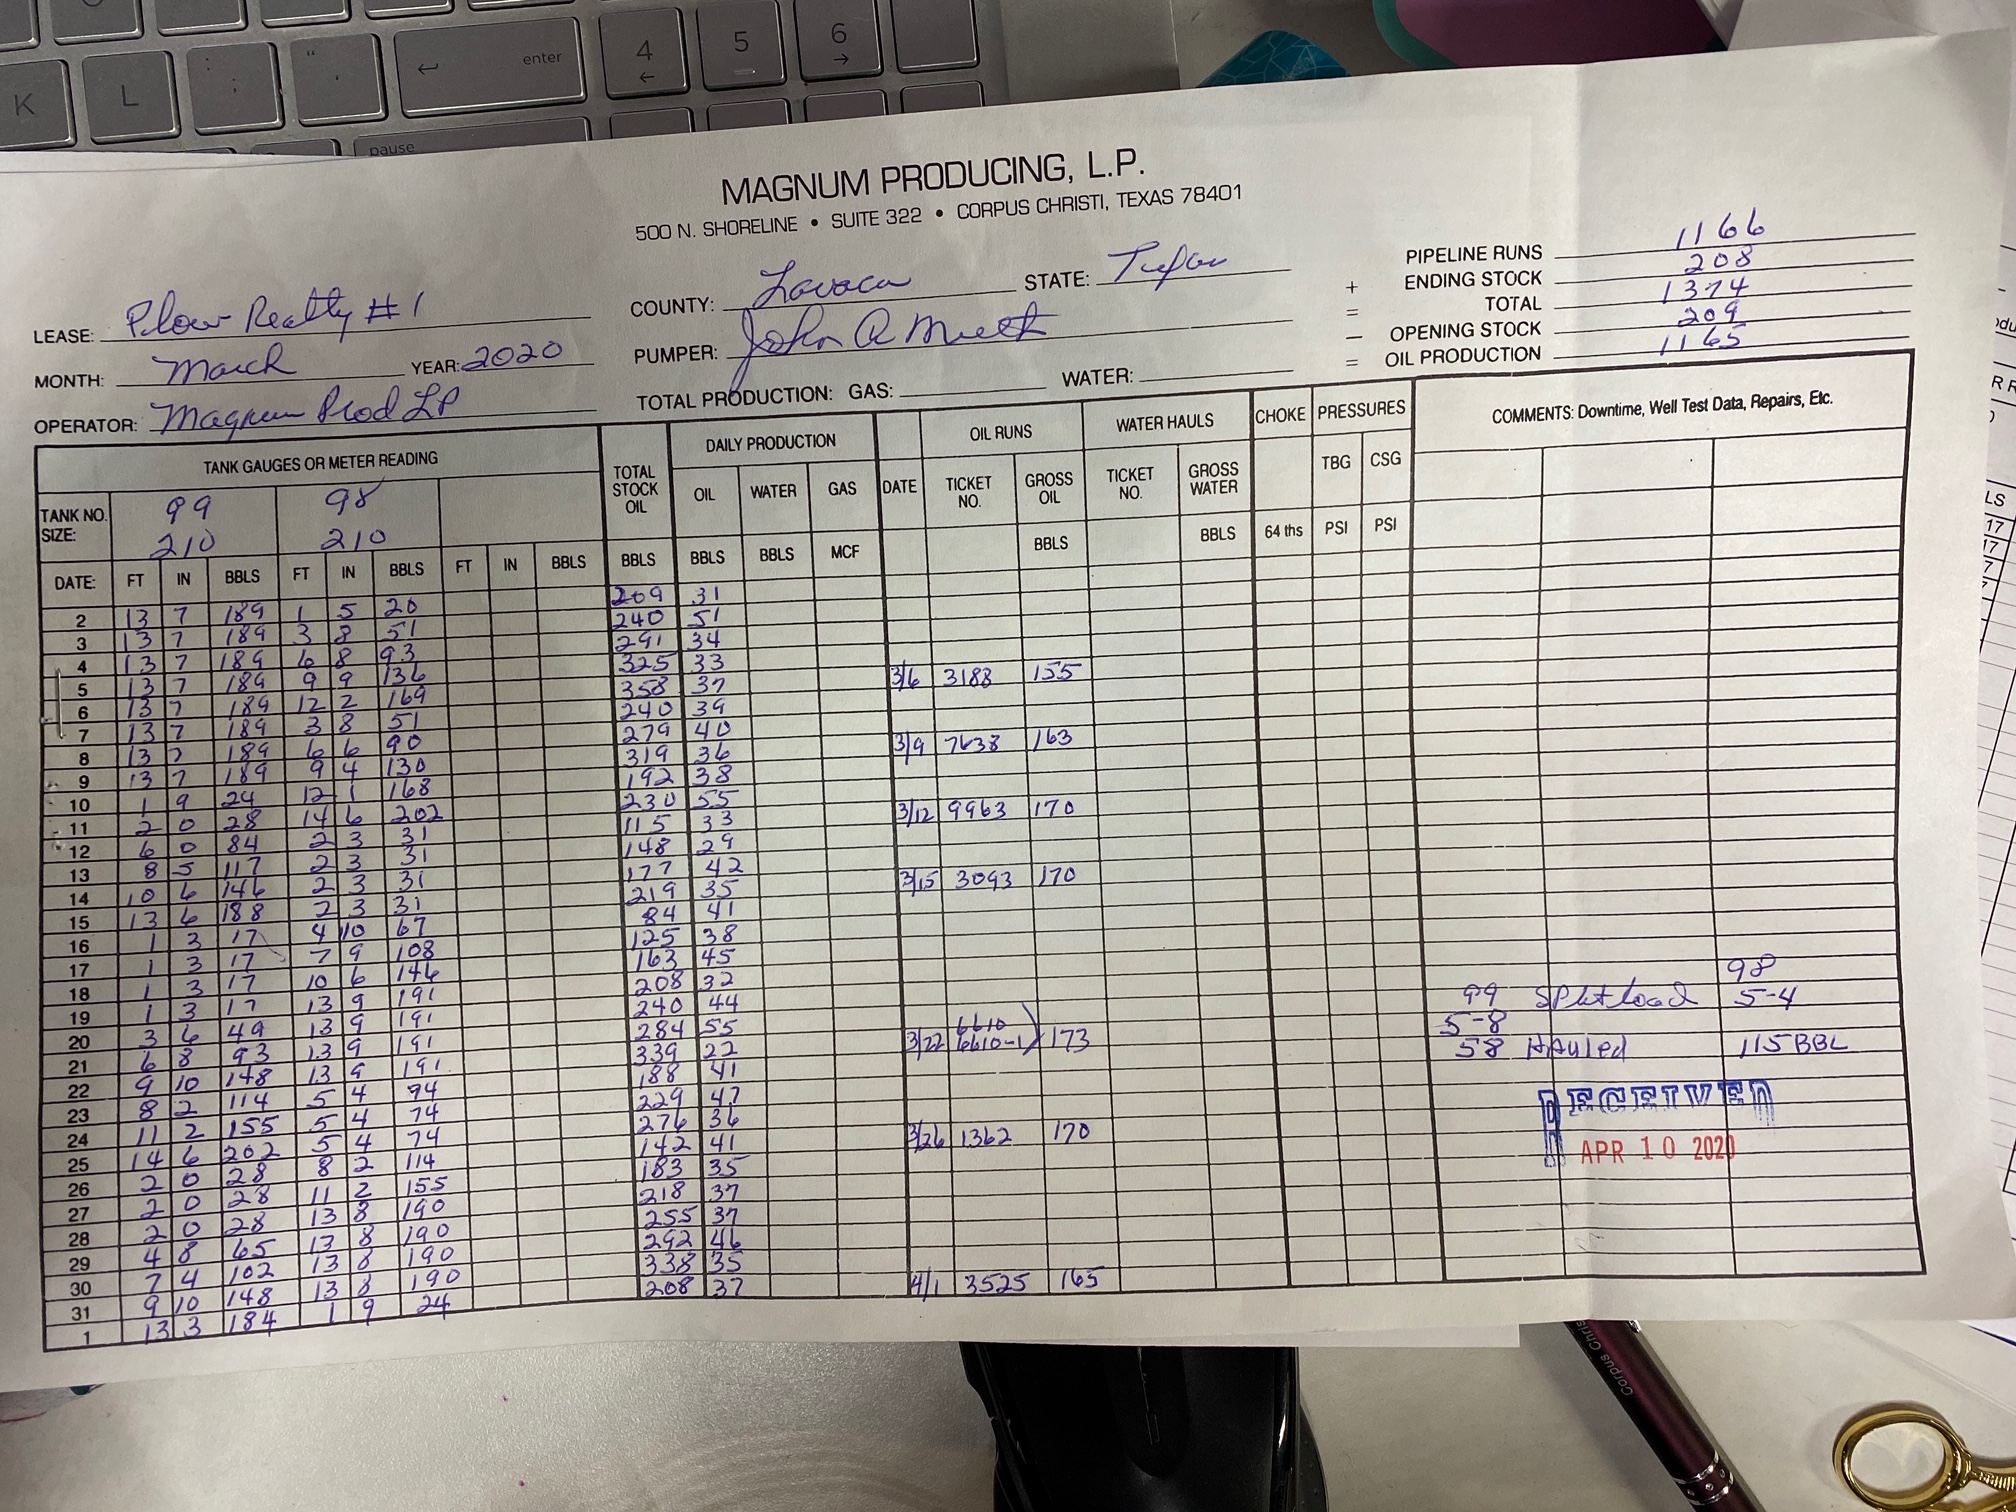 K L : ; " ' ↵ enter 4 ← 5 6 →
pause
MAGNUM PRODUCING, L.P.
500 N. SHORELINE • SUITE 322 • CORPUS CHRISTI, TEXAS 78401
LEASE: Plow Realty #1
COUNTY: Lavaca STATE: Texas
MONTH: March YEAR: 2020
PUMPER: John A
OPERATOR: Magnum Prod LP
TOTAL PRODUCTION: GAS: WATER:
PIPELINE RUNS 1166
+ ENDING STOCK 208
= TOTAL 1374
− OPENING STOCK 209
= OIL PRODUCTION 1165
TANK GAUGES OR METER READING TOTAL STOCK OIL DAILY PRODUCTION OIL RUNS WATER HAULS CHOKE PRESSURES COMMENTS: Downtime, Well Test Data, Repairs, Etc.
OIL WATER GAS DATE TICKET NO. GROSS OIL TICKET NO. GROSS WATER TBG CSG
TANK NO. 99 98
SIZE: 210 210
DATE: FT IN BBLS FT IN BBLS FT IN BBLS BBLS BBLS BBLS MCF BBLS BBLS 64 ths PSI PSI
2 13 7 189 1 5 20 209 31
3 13 7 189 3 8 51 240 51
4 13 7 189 6 8 93 291 34
5 13 7 189 9 9 136 325 33 3/6 3188 155
6 13 7 189 12 2 169 358 37
7 13 7 189 3 8 51 240 39
8 13 7 189 6 6 90 279 40 3/9 7638 163
9 13 7 189 9 4 130 319 36
10 1 9 24 12 1 168 192 38
11 2 0 28 14 6 202 230 55 3/12 9963 170
12 6 0 84 2 3 31 115 33
13 8 5 117 2 3 31 148 29
14 10 6 146 2 3 31 177 42 3/15 3093 170
15 13 6 188 2 3 31 219 35
16 1 3 17 4 10 67 84 41
17 1 3 17 7 9 108 125 38
18 1 3 17 10 6 146 163 45
19 1 3 17 13 9 191 208 32
20 3 6 49 13 9 191 240 44
21 6 8 93 13 9 191 284 55 3/22 6610 6610-1 173
22 9 10 148 13 9 191 339 22
23 8 2 114 5 4 74 188 41
24 11 2 155 5 4 74 229 47
25 14 6 202 5 4 74 276 36 3/26 1362 170
26 2 0 28 8 2 114 142 41
27 2 0 28 11 2 155 183 35
28 2 0 28 13 8 190 218 37
29 4 8 65 13 8 190 255 37
30 7 4 102 13 8 190 292 46
31 9 10 148 13 8 190 338 35
1 13 3 184 1 9 24 208 37 4/1 3525 165
98
99 Split load 5-4
5-8
58 Hauled 115 BBL
RECEIVED
APR 10 2020
LS
17
17
Corpus Chris